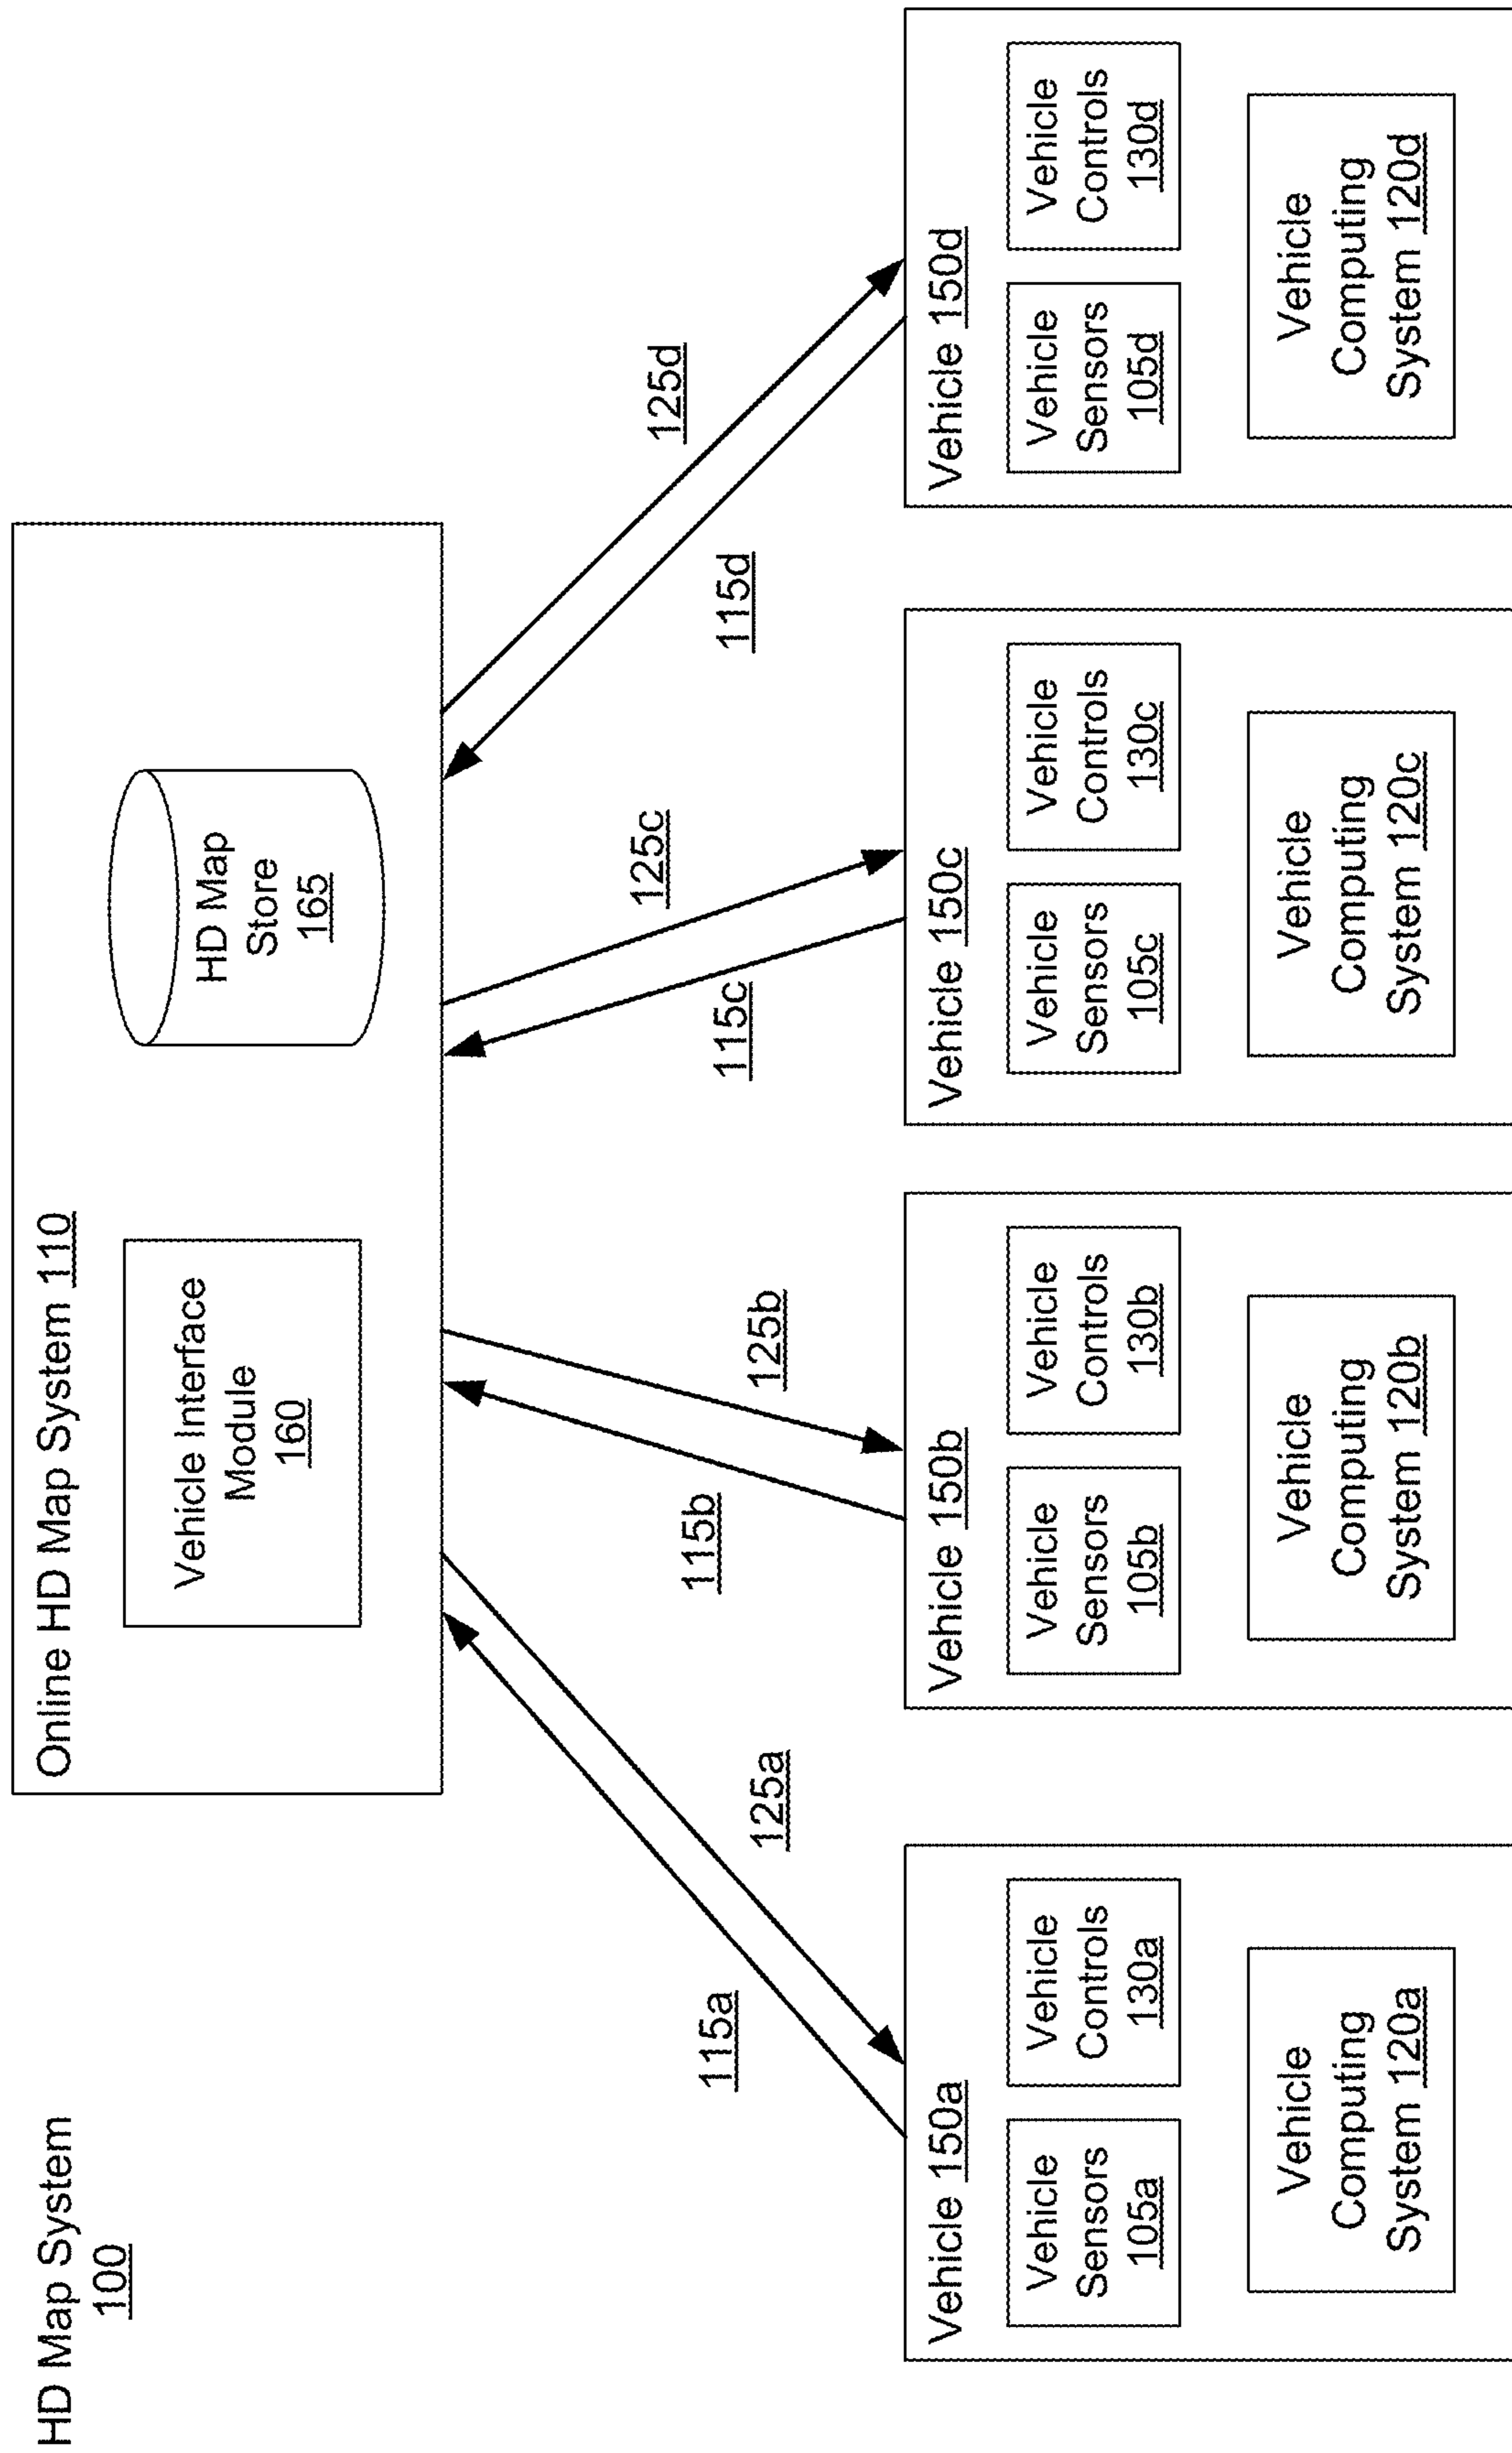 HD Map System
100
Online HD Map System 110
Vehicle Interface
Module
160
HD Map
Store
165
115a
125a
115b
125b
115c
125c
115d
125d
Vehicle 150a
Vehicle
Sensors
105a
Vehicle
Controls
130a
Vehicle
Computing
System 120a
Vehicle 150b
Vehicle
Sensors
105b
Vehicle
Controls
130b
Vehicle
Computing
System 120b
Vehicle 150c
Vehicle
Sensors
105c
Vehicle
Controls
130c
Vehicle
Computing
System 120c
Vehicle 150d
Vehicle
Sensors
105d
Vehicle
Controls
130d
Vehicle
Computing
System 120d